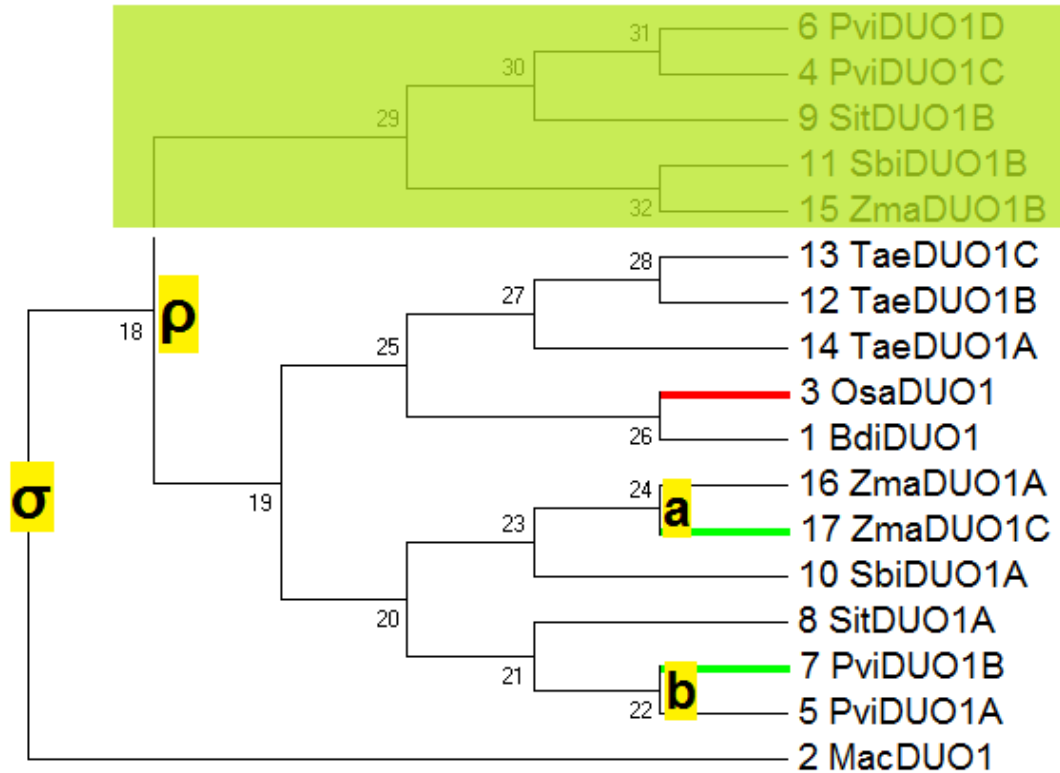 31
6 PviDUO1D
30
4 PviDUO1C
29
9 SitDUO1B
11 SbiDUO1B
32
15 ZmaDUO1B
28
13 TaeDUO1C
27
12 TaeDUO1B
18
ρ
25
14 TaeDUO1A
3 OsaDUO1
26
1 BdiDUO1
σ
19
24
a
16 ZmaDUO1A
23
17 ZmaDUO1C
10 SbiDUO1A
20
8 SitDUO1A
21
b
7 PviDUO1B
22
5 PviDUO1A
2 MacDUO1